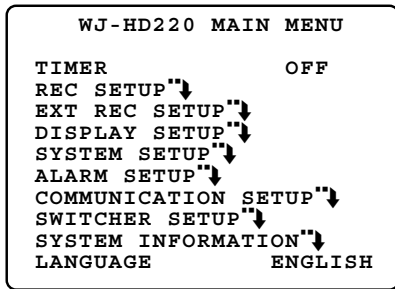 WJ-HD220 MAIN MENU
TIMER OFF
REC SETUP
EXT REC SETUP
DISPLAY SETUP
SYSTEM SETUP
ALARM SETUP
COMMUNICATION SETUP
SWITCHER SETUP
SYSTEM INFORMATION
LANGUAGE ENGLISH